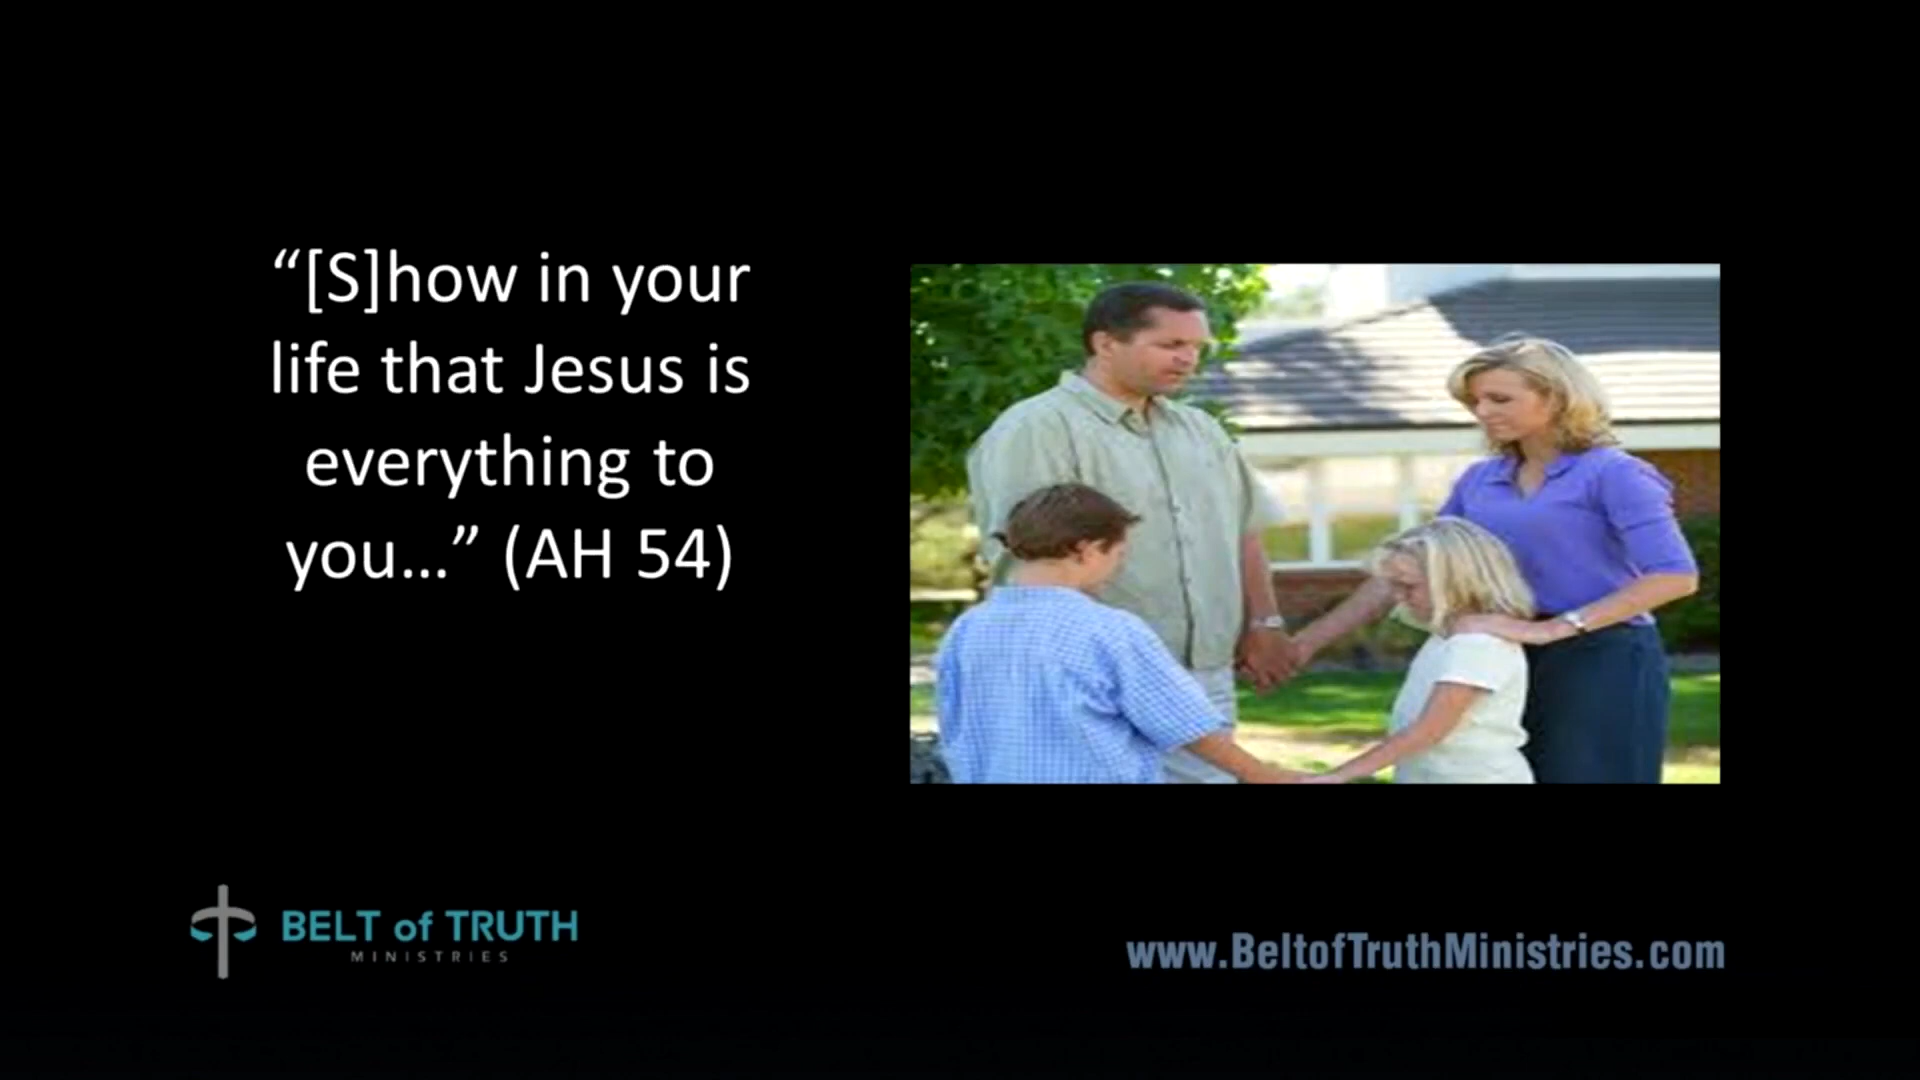 “[S]how in your
life that Jesus is
everything to
you...” (AH 54)
BELT of TRUTH
MINISTRIES
www.BeltofTruthMinistries.com